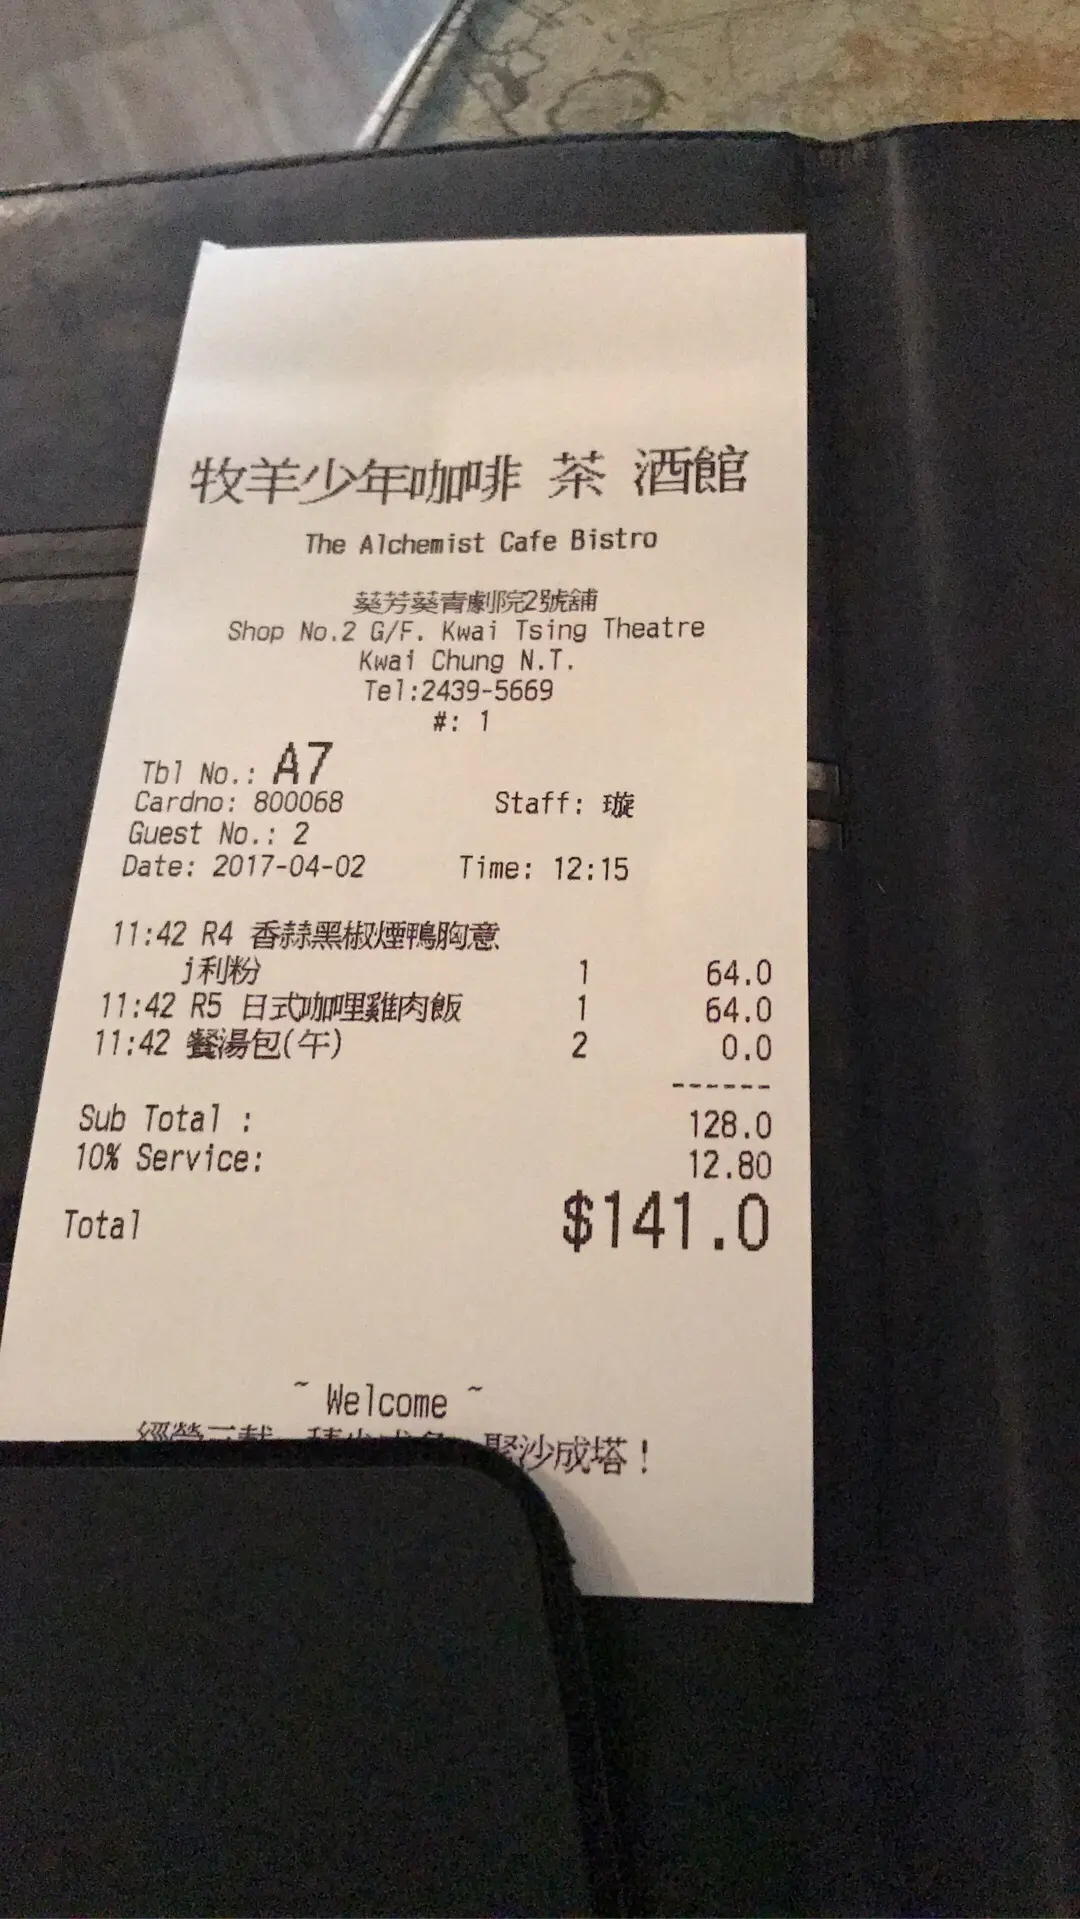 牧羊少年咖啡 茶 酒館
The Alchemist Cafe Bistro
葵芳葵青劇院2號舖
Shop No.2 G/F. Kwai Tsing Theatre
Kwai Chung N.T.
Tel:2439-5669
#: 1
Tbl No.: A7
Cardno: 800068 Staff: 璇
Guest No.: 2
Date: 2017-04-02 Time: 12:15
11:42 R4 香蒜黑椒煙鴨胸意
j利粉 1 64.0
11:42 R5 日式咖哩雞肉飯 1 64.0
11:42 餐湯包(午) 2 0.0
------
Sub Total : 128.0
10% Service: 12.80
Total $141.0
~ Welcome ~
聚沙成塔！